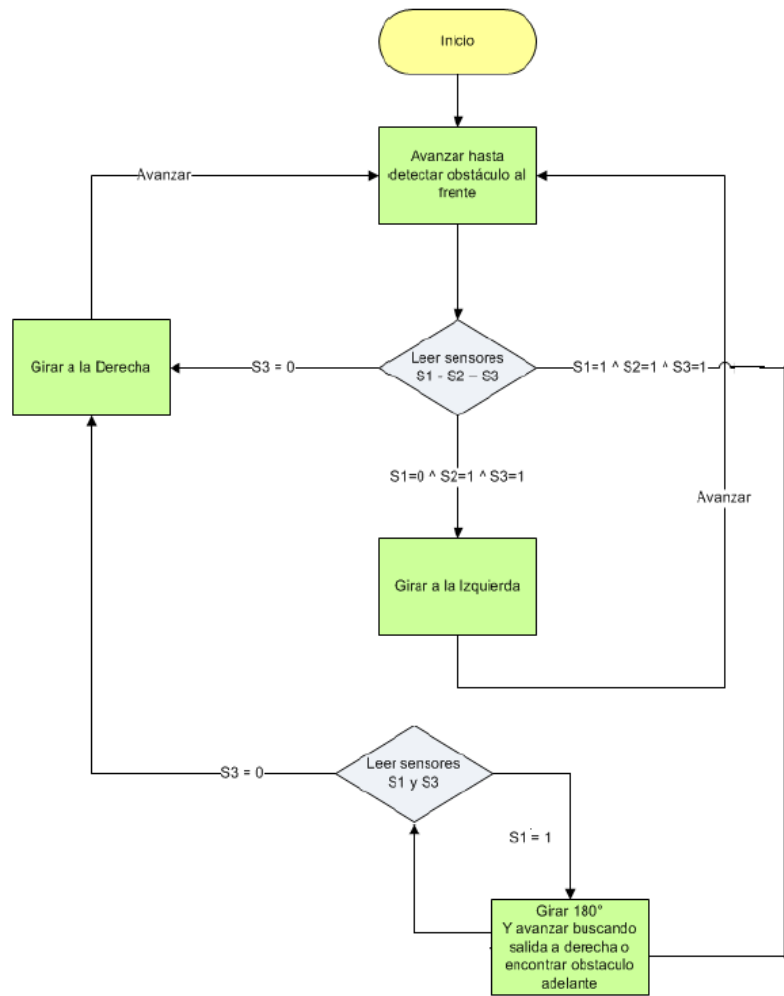 Inicio
Avanzar hasta
detectar obstáculo al
frente
Avanzar
Girar a la Derecha
S3 = 0
Leer sensores
S1 - S2 – S3
S1=1 ^ S2=1 ^ S3=1
S1=0 ^ S2=1 ^ S3=1
Avanzar
Girar a la Izquierda
Leer sensores
S1 y S3
S3 = 0
S1 = 1
Girar 180°
Y avanzar buscando
salida a derecha o
encontrar obstaculo
adelante